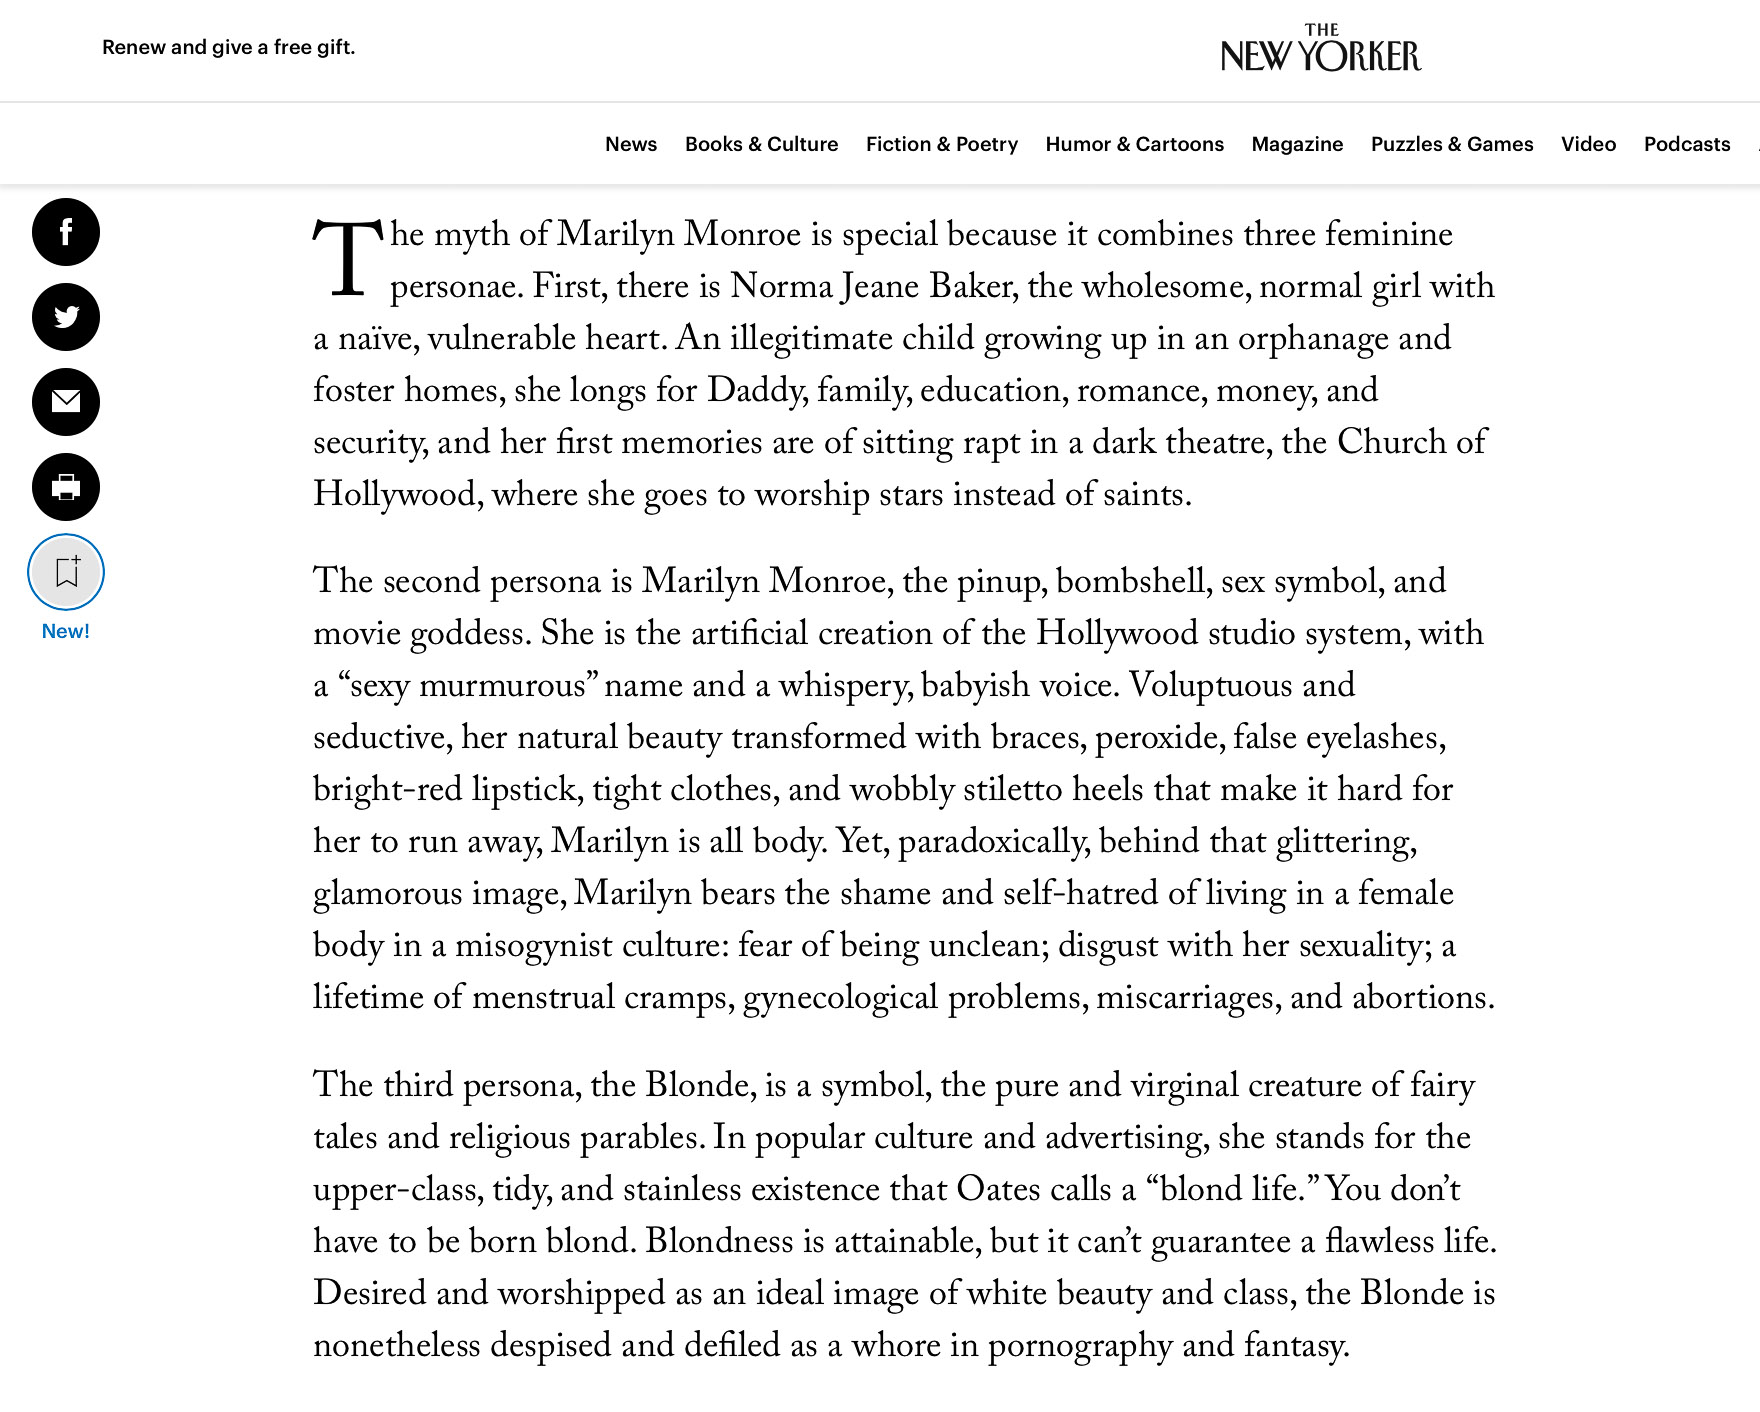 Renew and give a free gift.
THE
NEW YORKER
News Books & Culture Fiction & Poetry Humor & Cartoons Magazine Puzzles & Games Video Podcasts
The myth of Marilyn Monroe is special because it combines three feminine
personae. First, there is Norma Jeane Baker, the wholesome, normal girl with
a naïve, vulnerable heart. An illegitimate child growing up in an orphanage and
foster homes, she longs for Daddy, family, education, romance, money, and
security, and her first memories are of sitting rapt in a dark theatre, the Church of
Hollywood, where she goes to worship stars instead of saints.
New!
The second persona is Marilyn Monroe, the pinup, bombshell, sex symbol, and
movie goddess. She is the artificial creation of the Hollywood studio system, with
a “sexy murmurous” name and a whispery, babyish voice. Voluptuous and
seductive, her natural beauty transformed with braces, peroxide, false eyelashes,
bright-red lipstick, tight clothes, and wobbly stiletto heels that make it hard for
her to run away, Marilyn is all body. Yet, paradoxically, behind that glittering,
glamorous image, Marilyn bears the shame and self-hatred of living in a female
body in a misogynist culture: fear of being unclean; disgust with her sexuality; a
lifetime of menstrual cramps, gynecological problems, miscarriages, and abortions.
The third persona, the Blonde, is a symbol, the pure and virginal creature of fairy
tales and religious parables. In popular culture and advertising, she stands for the
upper-class, tidy, and stainless existence that Oates calls a “blond life.” You don’t
have to be born blond. Blondness is attainable, but it can’t guarantee a flawless life.
Desired and worshipped as an ideal image of white beauty and class, the Blonde is
nonetheless despised and defiled as a whore in pornography and fantasy.